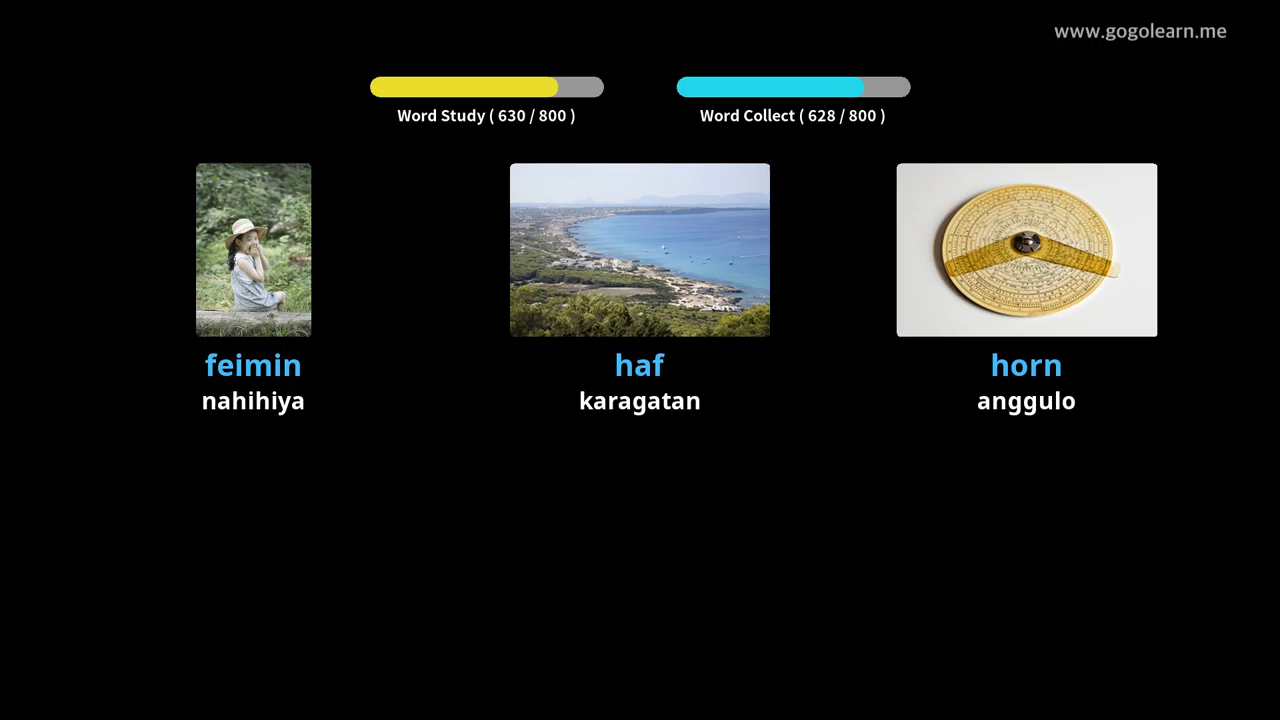 www.gogolearn.me
Word Study ( 630 / 800 )
Word Collect ( 628 / 800 )
feimin
nahihiya
haf
karagatan
horn
anggulo